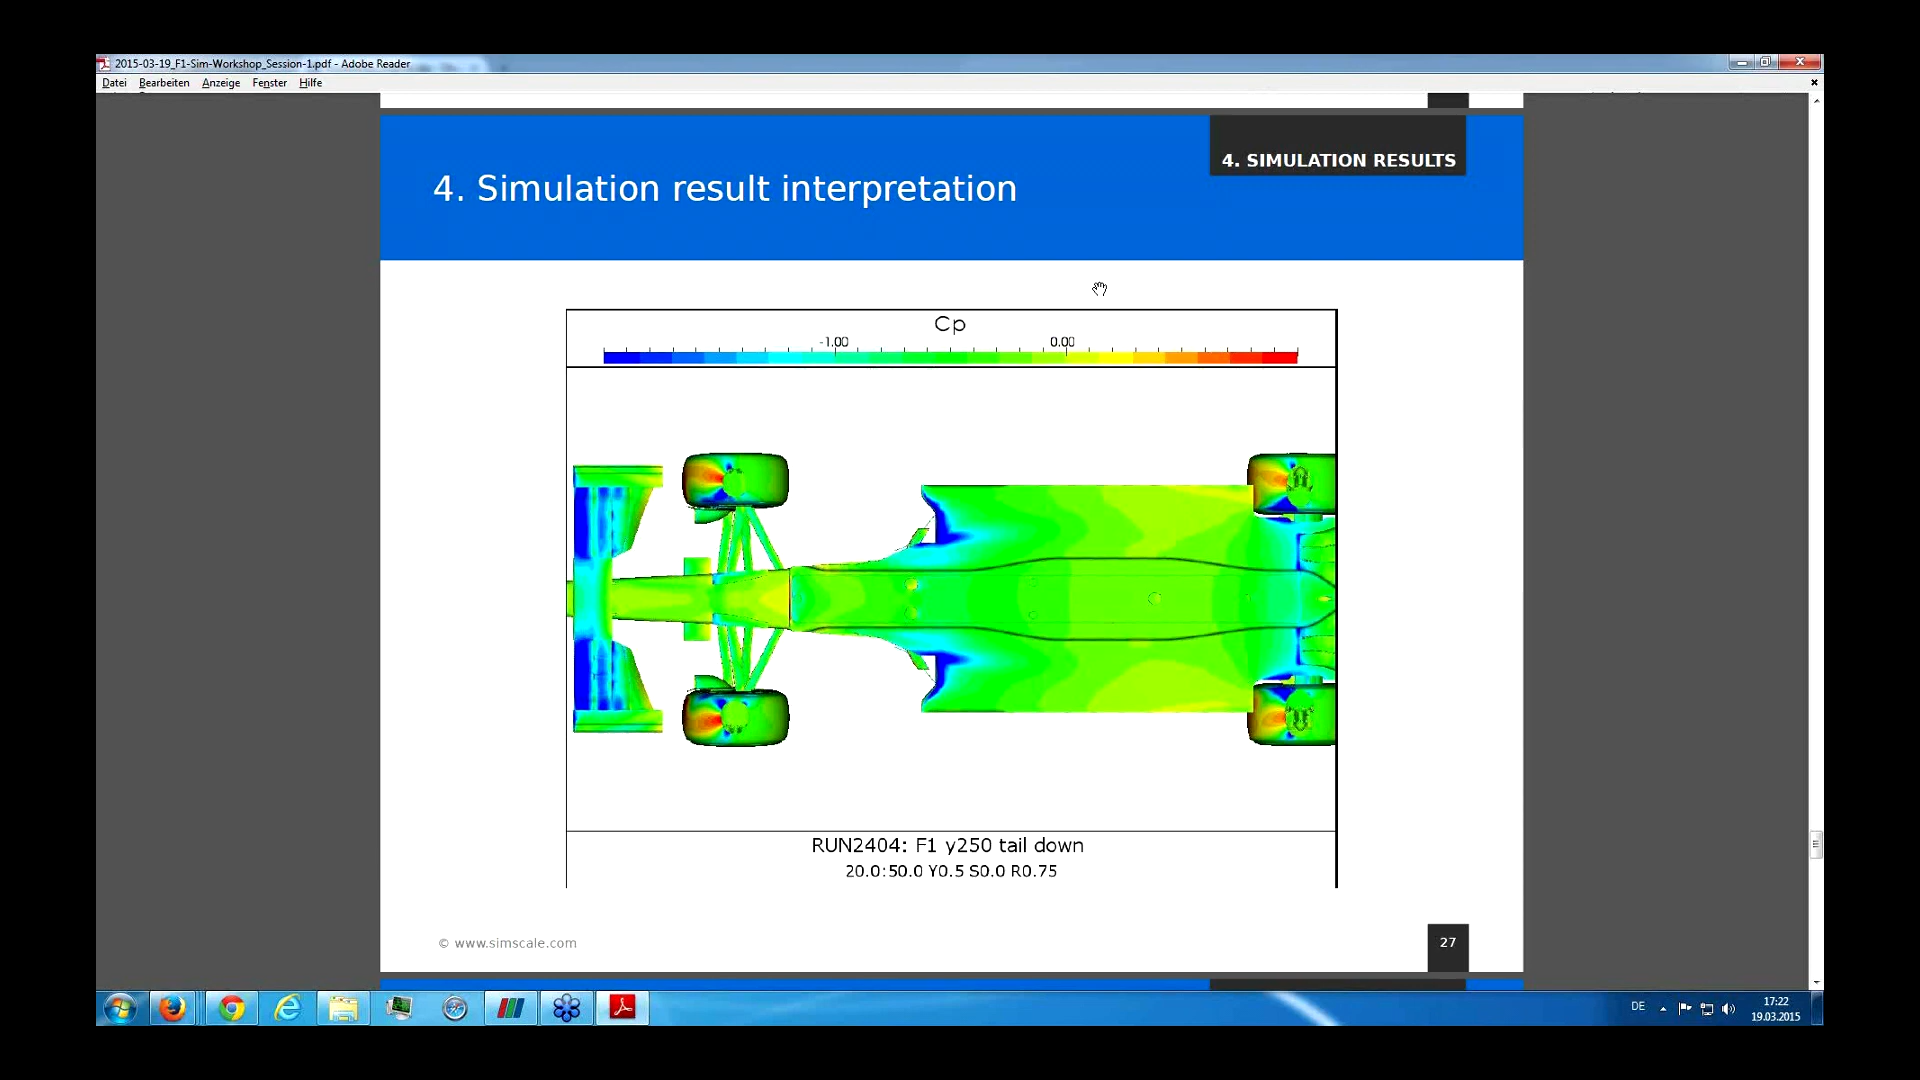 2015-03-19_F1-Sim-Workshop_Session-1.pdf - Adobe Reader
Datei Bearbeiten Anzeige Fenster Hilfe
4. SIMULATION RESULTS
4. Simulation result interpretation
Cp
-1.00 0.00
RUN2404: F1 y250 tail down
20.0:50.0 Y0.5 S0.0 R0.75
© www.simscale.com
27
DE
17:22
19.03.2015